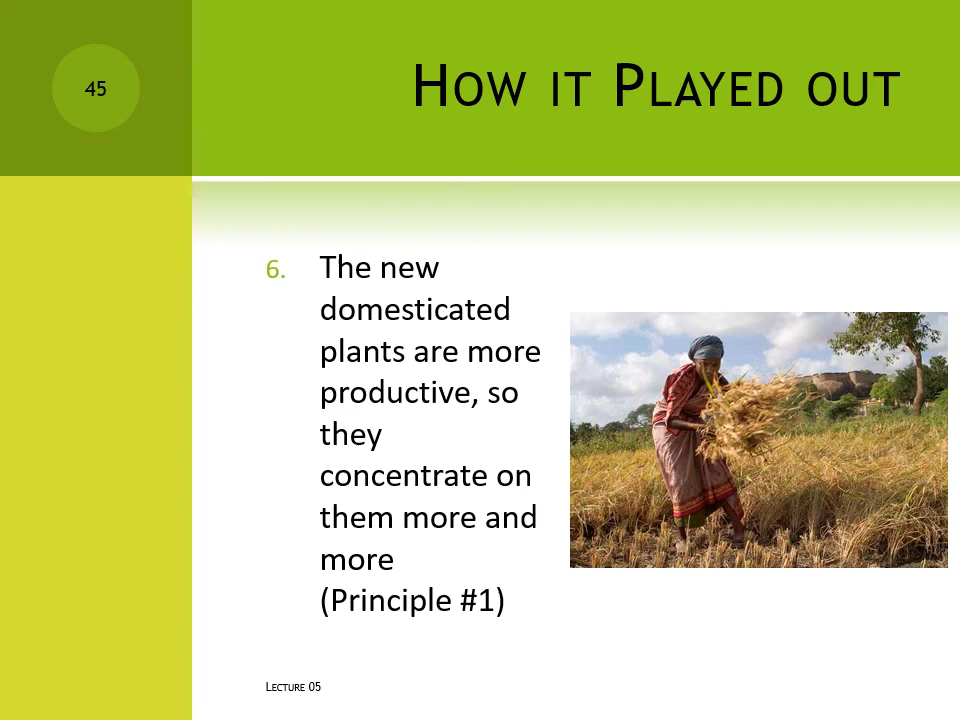 45
How it Played out
6. The new
domesticated
plants are more
productive, so
they
concentrate on
them more and
more
(Principle #1)
Lecture 05